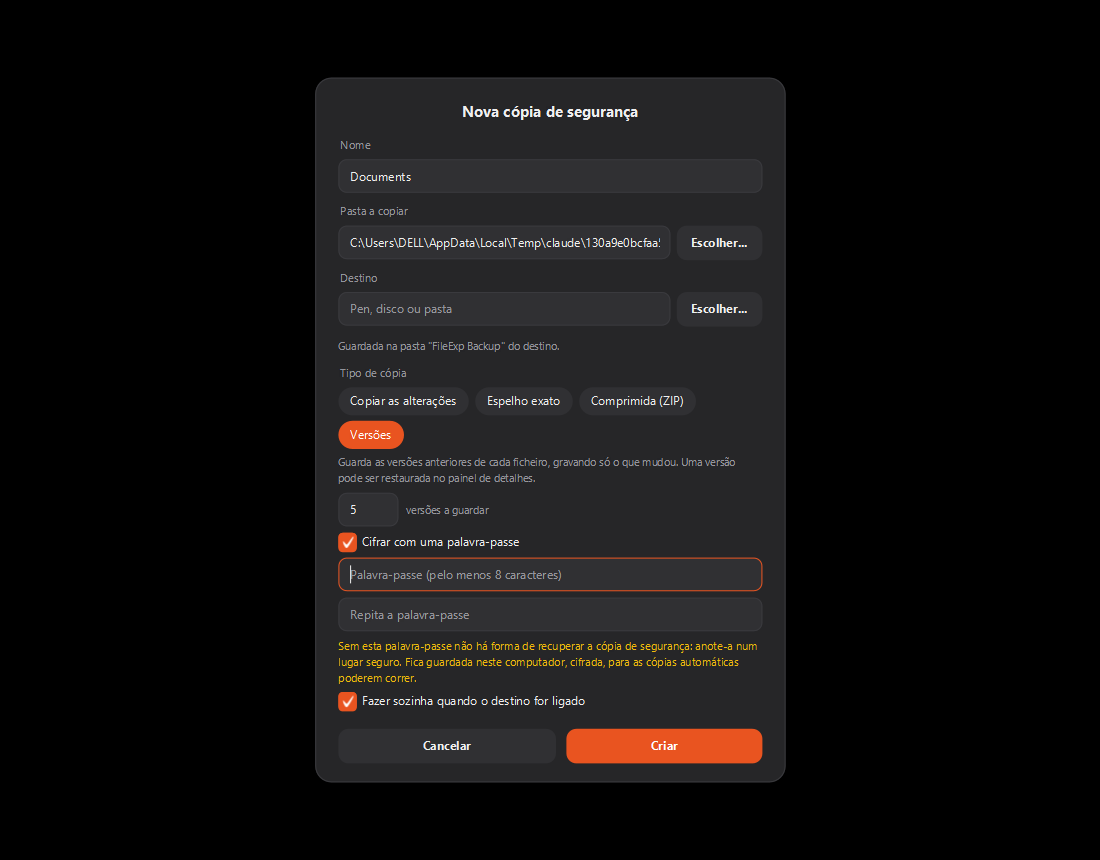 Nova cópia de segurança
Nome
Documents
Pasta a copiar
C:\Users\DELL\AppData\Local\Temp\claude\130a9e0bcfaa
Escolher...
Destino
Pen, disco ou pasta
Escolher...
Guardada na pasta "FileExp Backup" do destino.
Tipo de cópia
Copiar as alterações
Espelho exato
Comprimida (ZIP)
Versões
Guarda as versões anteriores de cada ficheiro, gravando só o que mudou. Uma versão
pode ser restaurada no painel de detalhes.
5 versões a guardar
Cifrar com uma palavra-passe
Palavra-passe (pelo menos 8 caracteres)
Repita a palavra-passe
Sem esta palavra-passe não há forma de recuperar a cópia de segurança: anote-a num
lugar seguro. Fica guardada neste computador, cifrada, para as cópias automáticas
poderem correr.
Fazer sozinha quando o destino for ligado
Cancelar
Criar